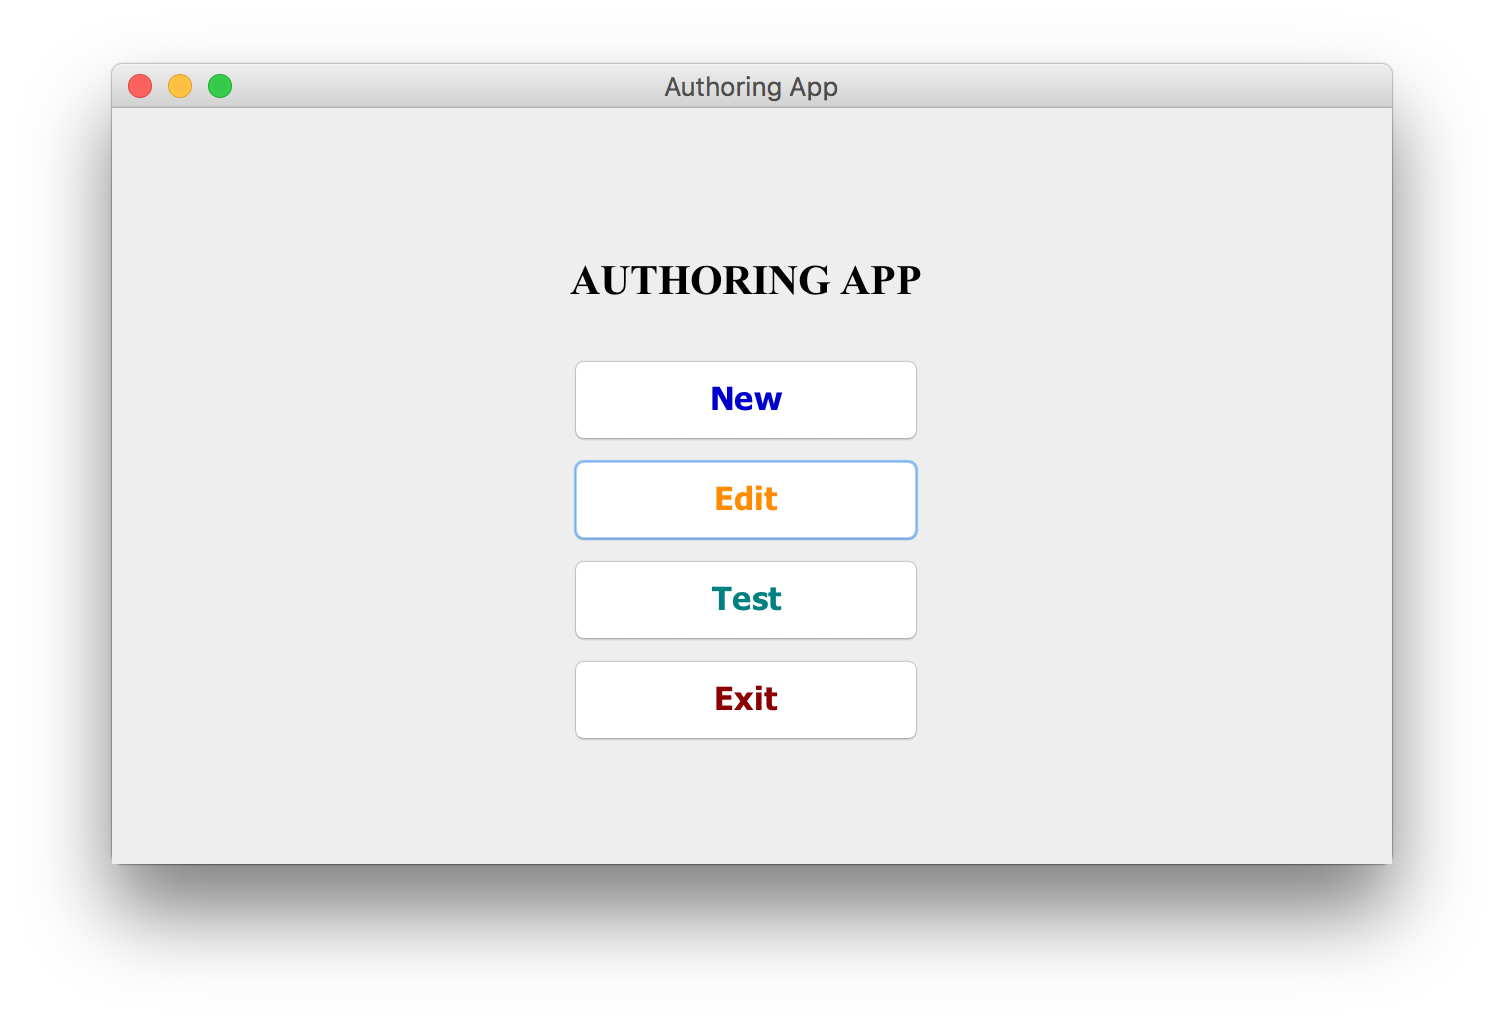 Authoring App
AUTHORING APP
New
Edit
Test
Exit